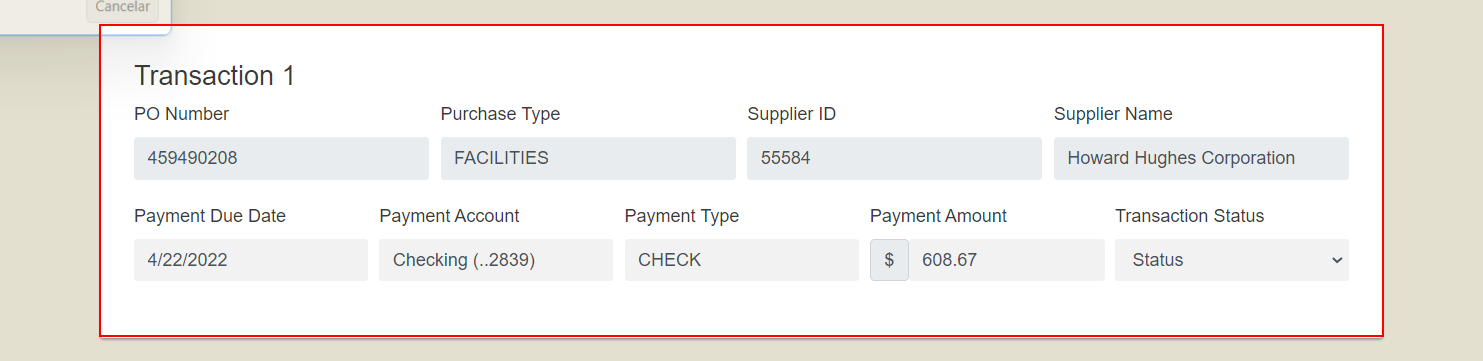 Cancelar
Transaction 1
PO Number Purchase Type Supplier ID Supplier Name
459490208 FACILITIES 55584 Howard Hughes Corporation
Payment Due Date Payment Account Payment Type Payment Amount Transaction Status
4/22/2022 Checking (..2839) CHECK $ 608.67 Status